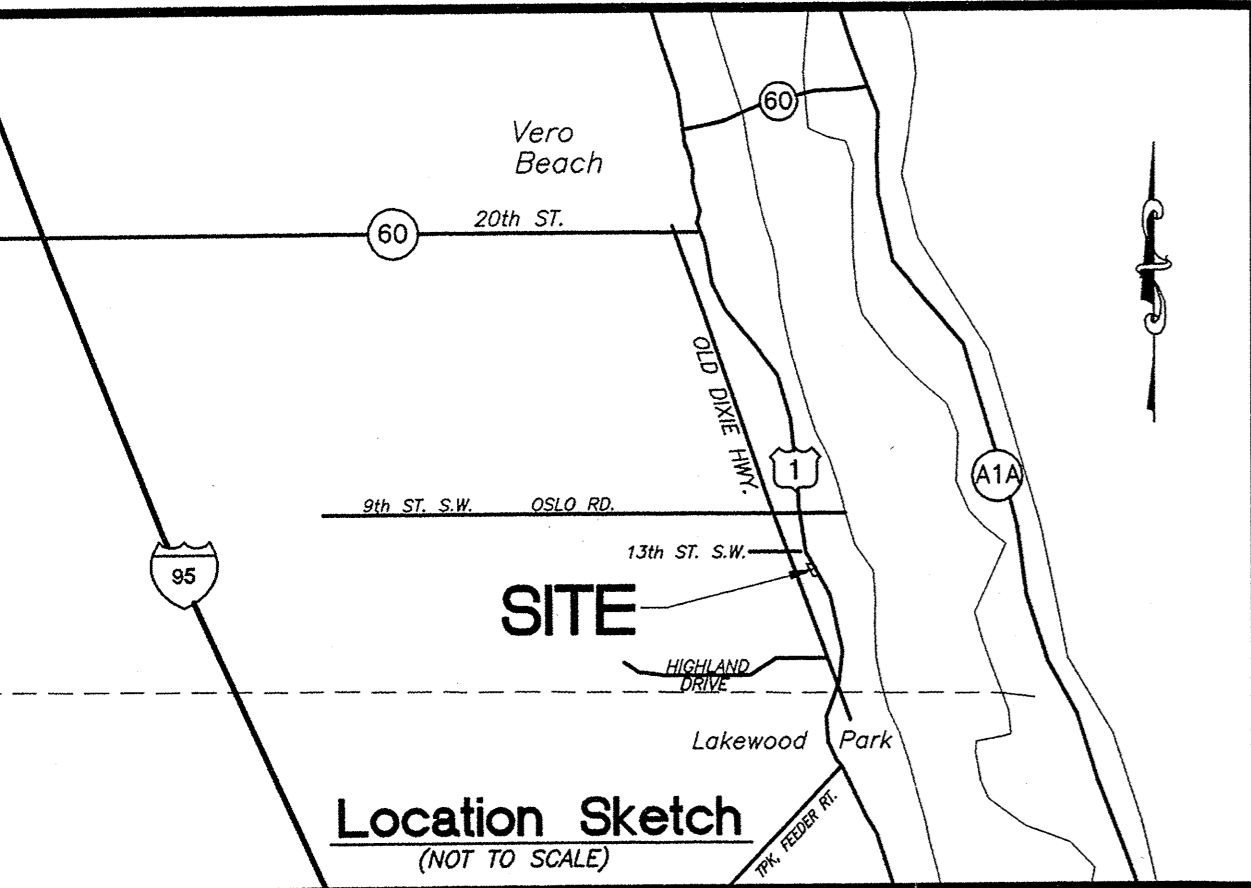 60
Vero
Beach
20th ST.
60
OLD DIXIE HWY.
1
A1A
9th ST. S.W. OSLO RD.
13th ST. S.W.
95
SITE
HIGHLAND
DRIVE
Lakewood Park
Location Sketch
(NOT TO SCALE)
TPK, FEEDER RT.